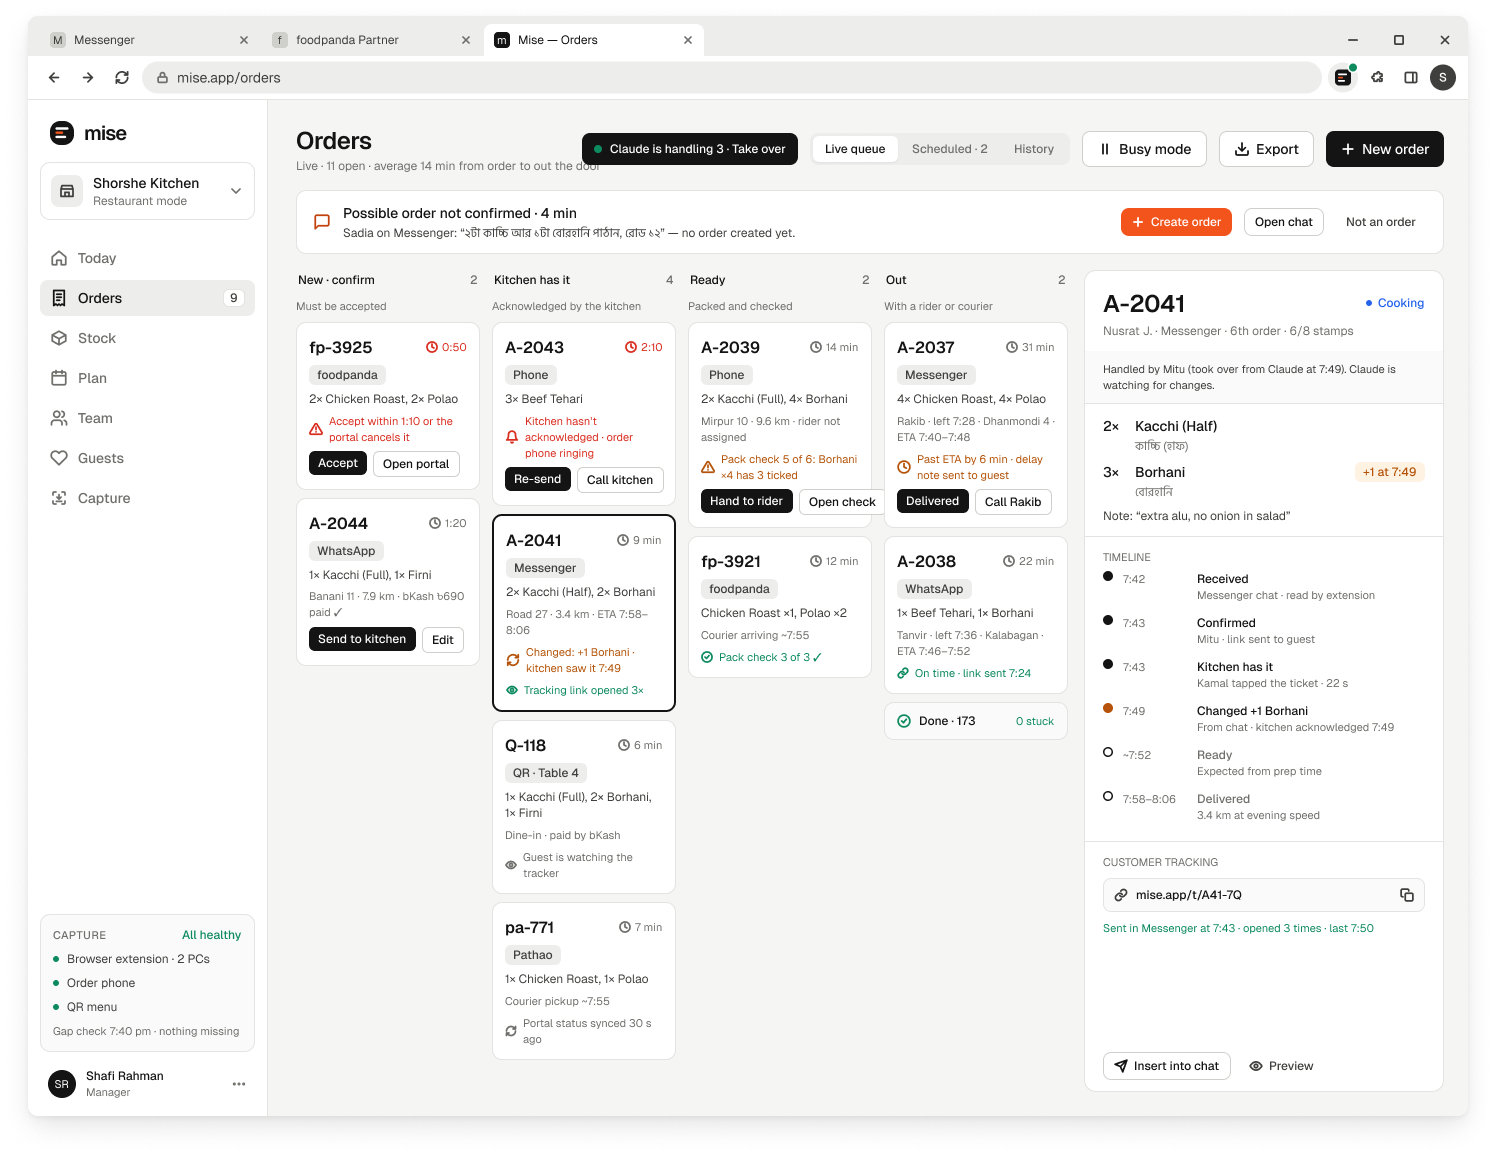 M Messenger
f foodpanda Partner
m Mise — Orders
mise.app/orders
S
mise
Shorshe Kitchen
Restaurant mode
Today
Orders 9
Stock
Plan
Team
Guests
Capture
CAPTURE All healthy
Browser extension · 2 PCs
Order phone
QR menu
Gap check 7:40 pm · nothing missing
SR
Shafi Rahman
Manager
Orders
Live · 11 open · average 14 min from order to out the door
Claude is handling 3 · Take over
Live queue Scheduled · 2 History
Busy mode
Export
New order
Possible order not confirmed · 4 min
Sadia on Messenger: “২টা কাচ্চি আর ১টা বোরহানি পাঠান, রোড ১২” — no order created yet.
Create order
Open chat
Not an order
New · confirm 2
Must be accepted
fp-3925 0:50
foodpanda
2× Chicken Roast, 2× Polao
Accept within 1:10 or the
portal cancels it
Accept Open portal
A-2044 1:20
WhatsApp
1× Kacchi (Full), 1× Firni
Banani 11 · 7.9 km · bKash ৳690
paid ✓
Send to kitchen Edit
Kitchen has it 4
Acknowledged by the kitchen
A-2043 2:10
Phone
3× Beef Tehari
Kitchen hasn’t
acknowledged · order
phone ringing
Re-send Call kitchen
A-2041 9 min
Messenger
2× Kacchi (Half), 2× Borhani
Road 27 · 3.4 km · ETA 7:58–
8:06
Changed: +1 Borhani ·
kitchen saw it 7:49
Tracking link opened 3×
Q-118 6 min
QR · Table 4
1× Kacchi (Full), 2× Borhani,
1× Firni
Dine-in · paid by bKash
Guest is watching the
tracker
pa-771 7 min
Pathao
1× Chicken Roast, 1× Polao
Courier pickup ~7:55
Portal status synced 30 s
ago
Ready 2
Packed and checked
A-2039 14 min
Phone
2× Kacchi (Full), 4× Borhani
Mirpur 10 · 9.6 km · rider not
assigned
Pack check 5 of 6: Borhani
×4 has 3 ticked
Hand to rider Open check
fp-3921 12 min
foodpanda
Chicken Roast ×1, Polao ×2
Courier arriving ~7:55
Pack check 3 of 3 ✓
Out 2
With a rider or courier
A-2037 31 min
Messenger
4× Chicken Roast, 4× Polao
Rakib · left 7:28 · Dhanmondi 4 ·
ETA 7:40–7:48
Past ETA by 6 min · delay
note sent to guest
Delivered Call Rakib
A-2038 22 min
WhatsApp
1× Beef Tehari, 1× Borhani
Tanvir · left 7:36 · Kalabagan ·
ETA 7:46–7:52
On time · link sent 7:24
Done · 173 0 stuck
A-2041 Cooking
Nusrat J. · Messenger · 6th order · 6/8 stamps
Handled by Mitu (took over from Claude at 7:49). Claude is
watching for changes.
2× Kacchi (Half)
কাচ্চি (হাফ)
3× Borhani +1 at 7:49
বোরহানি
Note: “extra alu, no onion in salad”
TIMELINE
7:42 Received
Messenger chat · read by extension
7:43 Confirmed
Mitu · link sent to guest
7:43 Kitchen has it
Kamal tapped the ticket · 22 s
7:49 Changed +1 Borhani
From chat · kitchen acknowledged 7:49
~7:52 Ready
Expected from prep time
7:58–8:06 Delivered
3.4 km at evening speed
CUSTOMER TRACKING
mise.app/t/A41-7Q
Sent in Messenger at 7:43 · opened 3 times · last 7:50
Insert into chat
Preview